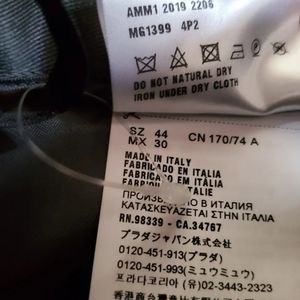 AMM1 2019 2206
MG1399 4P2
DO NOT NATURAL DRY
IRON UNDER DRY CLOTH
SZ 44 CN 170/74 A
MX 30
MADE IN ITALY
FABRICADO EN ITALIA
FABRICADO EM ITALIA
FABRIQUE EN ITALIE
ПРОИЗВЕДЕНО В ИТАЛИЯ
ΚΑΤΑΣΚΕΥΑΖΕΤΑΙ ΣΤΗΝ ΙΤΑΛΙΑ
RN.98339 - CA.34767
プラダジャパン株式会社
0120-451-913(プラダ)
0120-451-993(ミュウミュウ)
프라다코리아(유) 02-3443-2323